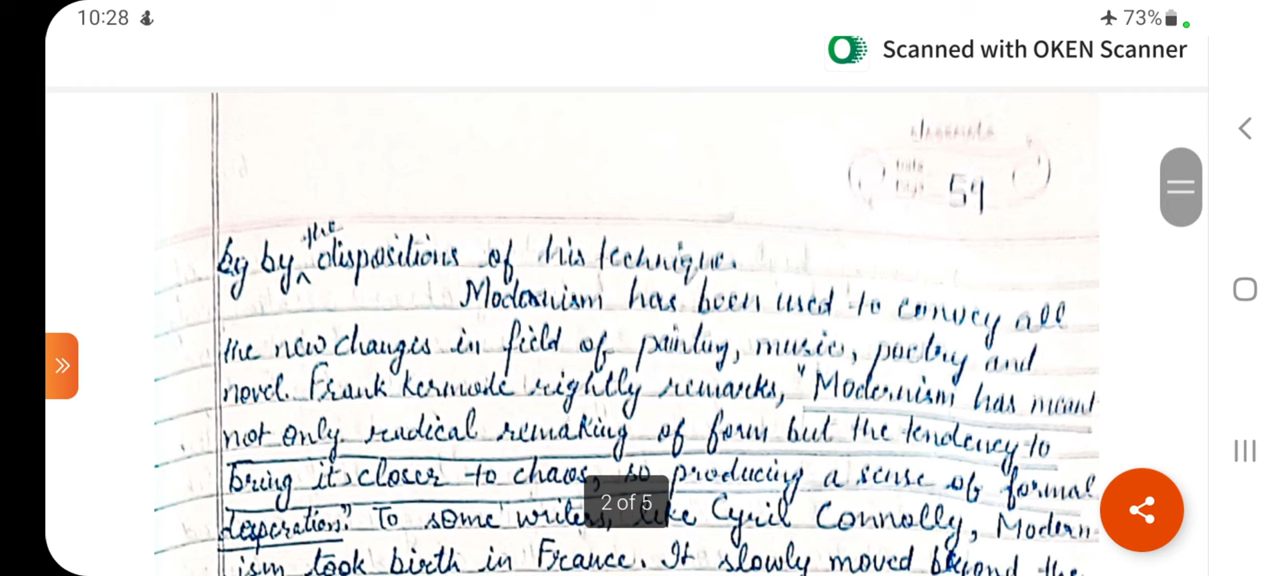 10:28
73%
Scanned with OKEN Scanner
59
by by the dispositions of his technique.
Modernism has been used to convey all
the new changes in field of painting, music, poetry and
novel. Frank Kermode rightly remarks, "Modernism has meant
not only radical remaking of form but the tendency to
bring it closer to chaos, so producing a sense of formal
desperation." To some writers, like Cyril Connolly, Modern-
ism took birth in France. It slowly moved beyond the
2 of 5